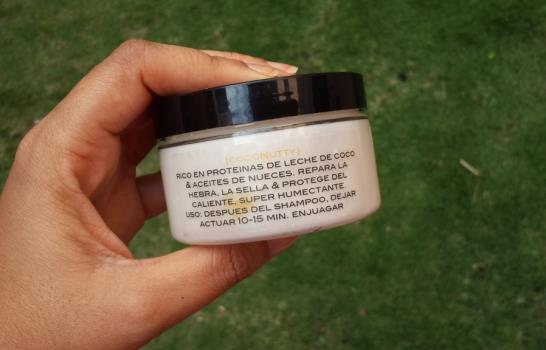 [COCONUTTY]
RICO EN PROTEINAS DE LECHE DE COCO
& ACEITES DE NUECES. REPARA LA
HEBRA, LA SELLA & PROTEGE DEL
CALIENTE, SUPER HUMECTANTE.
USO: DESPUES DEL SHAMPOO, DEJAR
ACTUAR 10-15 MIN. ENJUAGAR